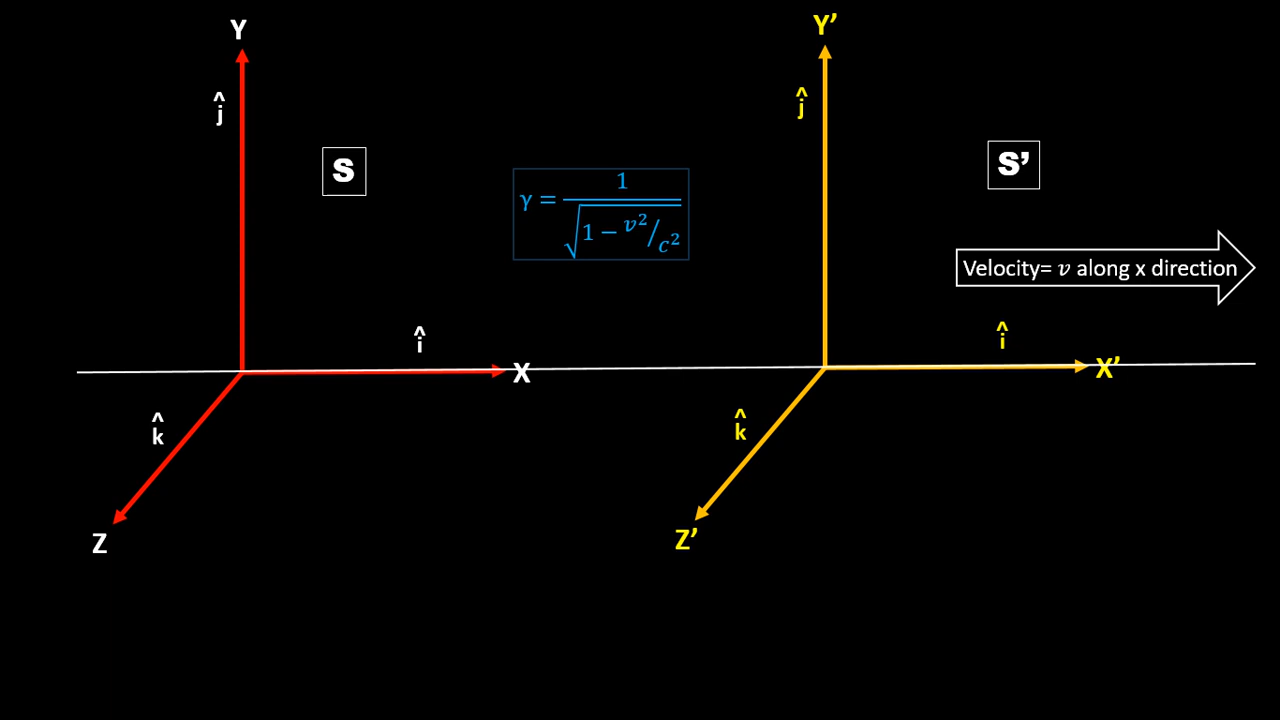 Y
Y’
ĵ
ĵ
S
S’
γ = 1/√(1 − v²/c²)
Velocity= v along x direction
î
î
X
X’
k̂
k̂
Z
Z’